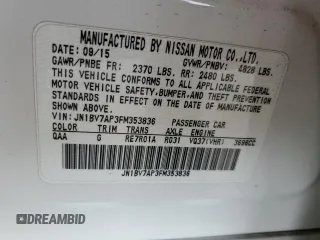 MANUFACTURED BY NISSAN MOTOR CO.,LTD.
DATE: 09/15 GVWR/PNBV: 4828 LBS.
GAWR/PNBE FR: 2370 LBS. RR: 2480 LBS.
THIS VEHICLE CONFORMS TO ALL APPLICABLE FEDERAL
MOTOR VEHICLE SAFETY,BUMPER,AND THEFT PREVENTION
STANDARDS IN EFFECT ON THE DATE OF
MANUFACTURE SHOWN ABOVE.
VIN: JN1BV7AP3FM353836 PASSENGER CAR
COLOR TRIM TRANS AXLE ENGINE
QAA G RE7R01A R031 VQ37(VHR) 3696CC
JN1BV7AP3FM353836
DREAMBID